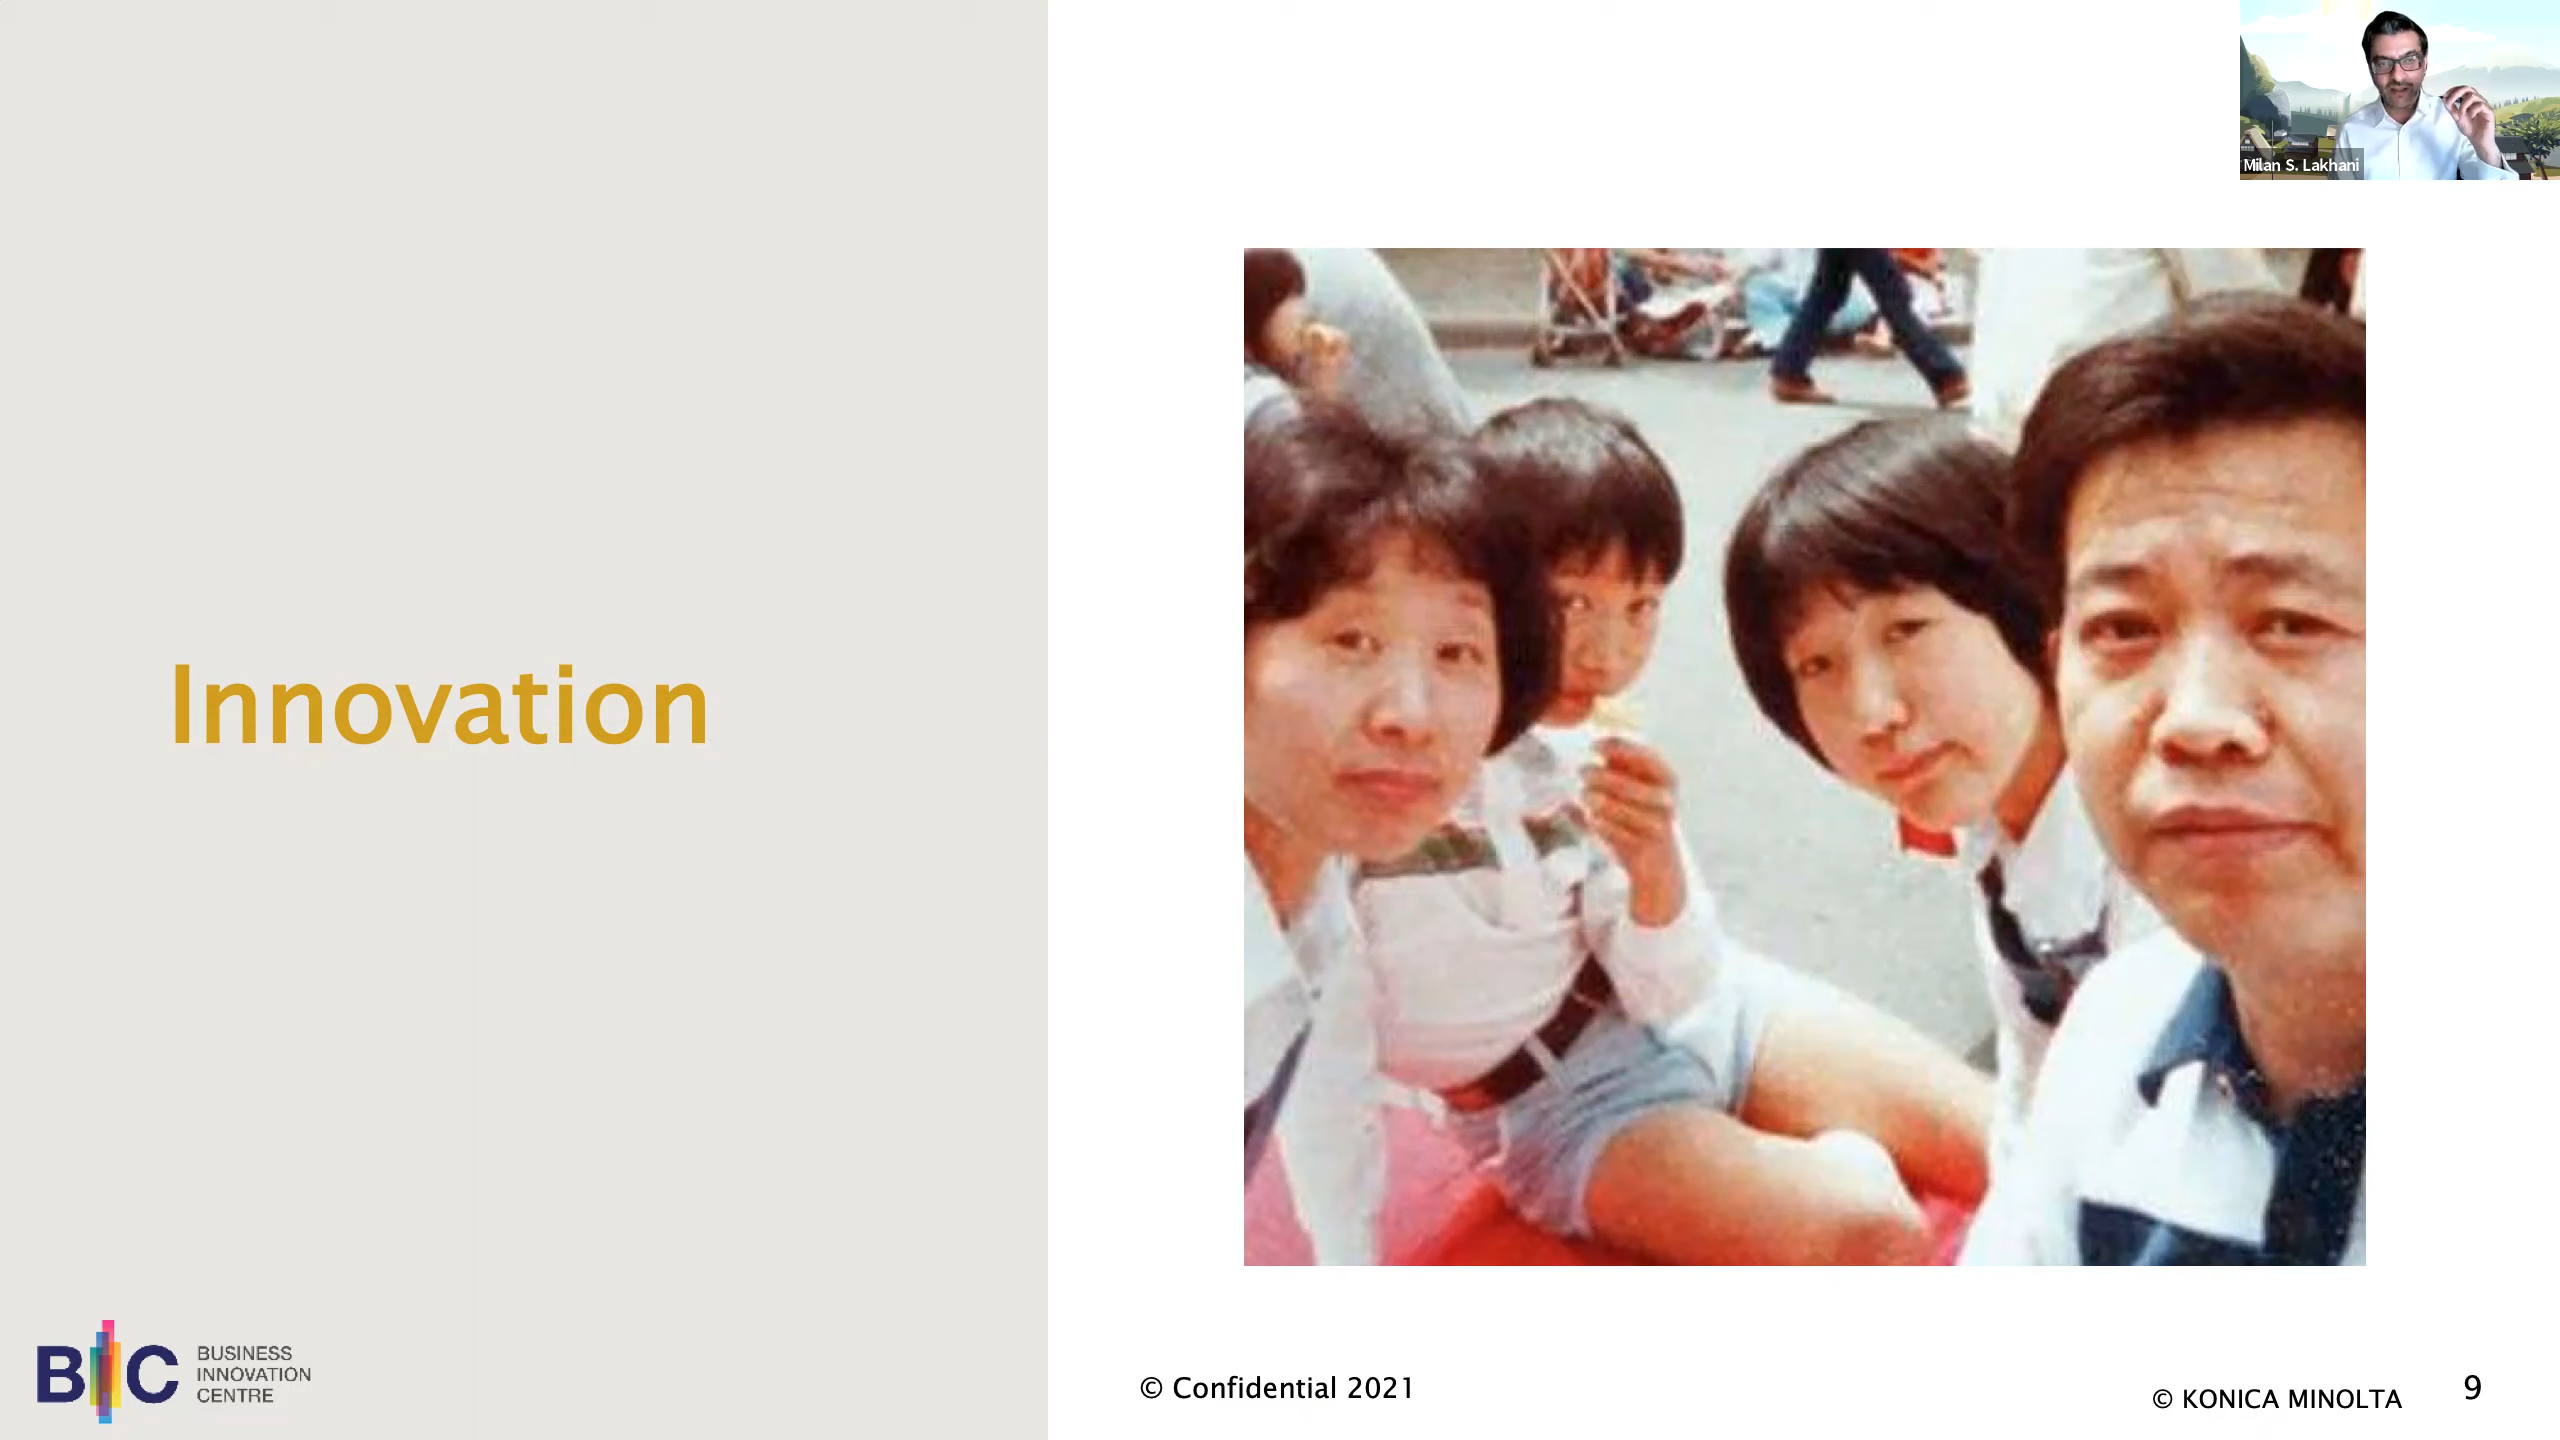 Milan S. Lakhani
Innovation
BIC
BUSINESS
INNOVATION
CENTRE
© Confidential 2021
© KONICA MINOLTA
9